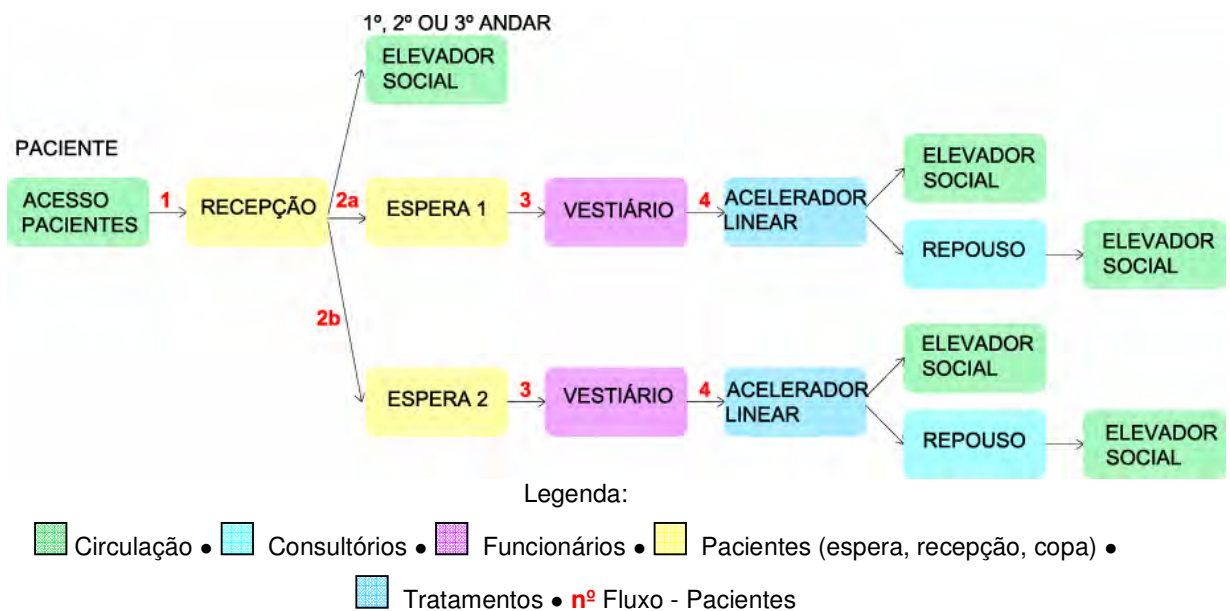 1º, 2º OU 3º ANDAR
ELEVADOR
SOCIAL
PACIENTE
ACESSO
PACIENTES
1
RECEPÇÃO
2a
ESPERA 1
3
VESTIÁRIO
4
ACELERADOR
LINEAR
ELEVADOR
SOCIAL
REPOUSO
ELEVADOR
SOCIAL
2b
ESPERA 2
3
VESTIÁRIO
4
ACELERADOR
LINEAR
ELEVADOR
SOCIAL
REPOUSO
ELEVADOR
SOCIAL
Legenda:
Circulação ● Consultórios ● Funcionários ● Pacientes (espera, recepção, copa) ●
Tratamentos ● nº Fluxo - Pacientes